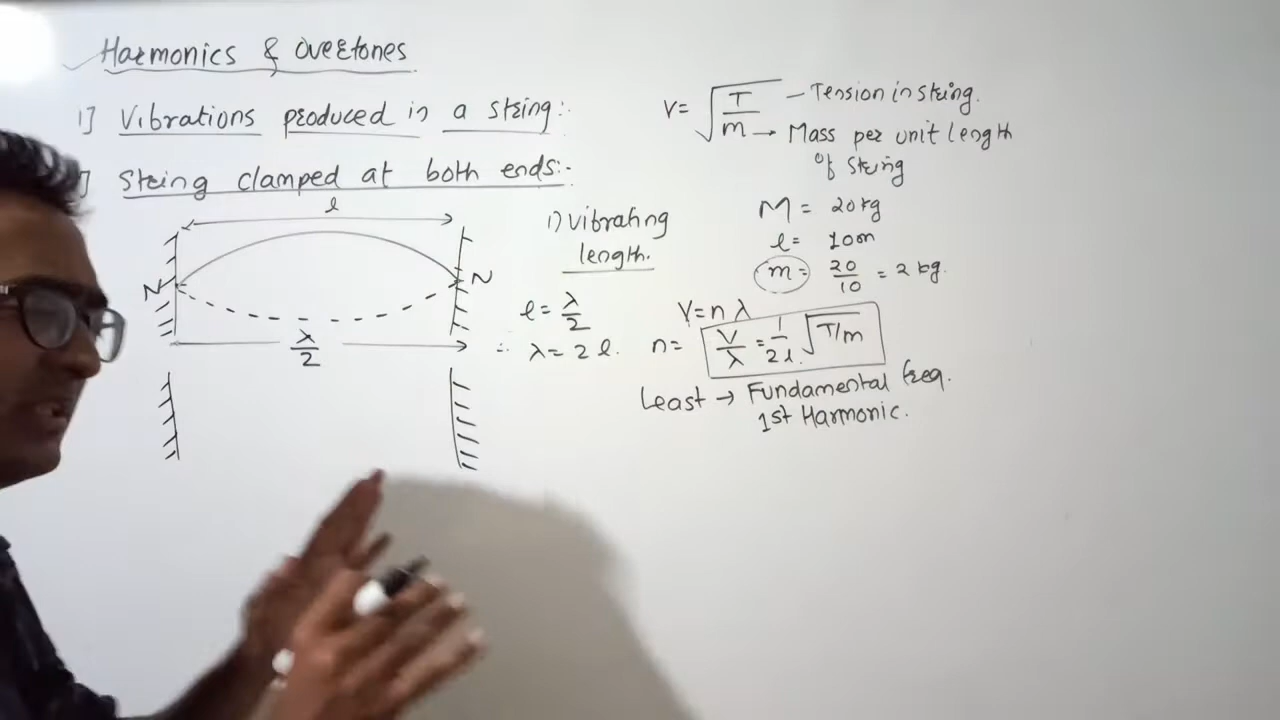 Harmonics & Overtones
1] Vibrations produced in a string:-
] String clamped at both ends:-
l
N
N
λ/2
1) Vibrating
length.
l = λ/2
∴ λ = 2 l.
V = √(T/m) — Tension in string.
→ Mass per unit length
of string
M = 20 kg
l = 10 m
m = 20/10 = 2 kg.
V = n λ
n = V/λ = 1/2l. √T/m
Least → Fundamental freq.
1st Harmonic.